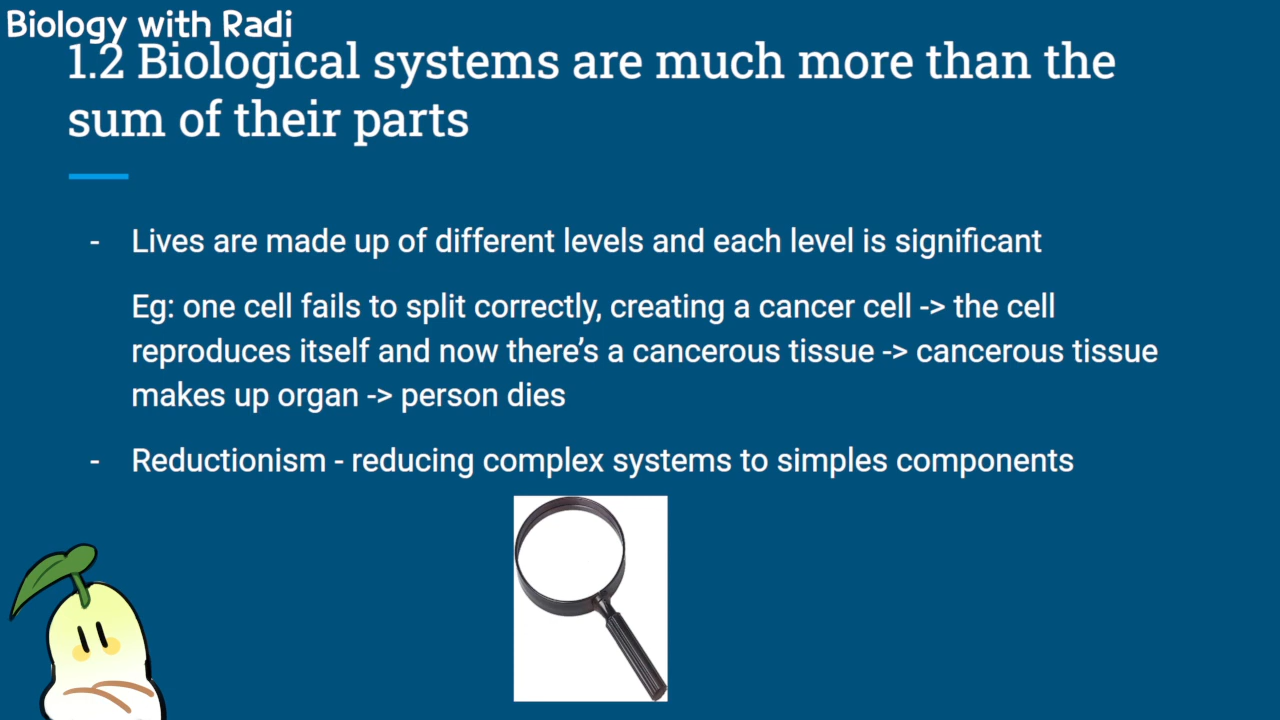 Biology with Radi
1.2 Biological systems are much more than the
sum of their parts
- Lives are made up of different levels and each level is significant
Eg: one cell fails to split correctly, creating a cancer cell -> the cell
reproduces itself and now there’s a cancerous tissue -> cancerous tissue
makes up organ -> person dies
- Reductionism - reducing complex systems to simples components